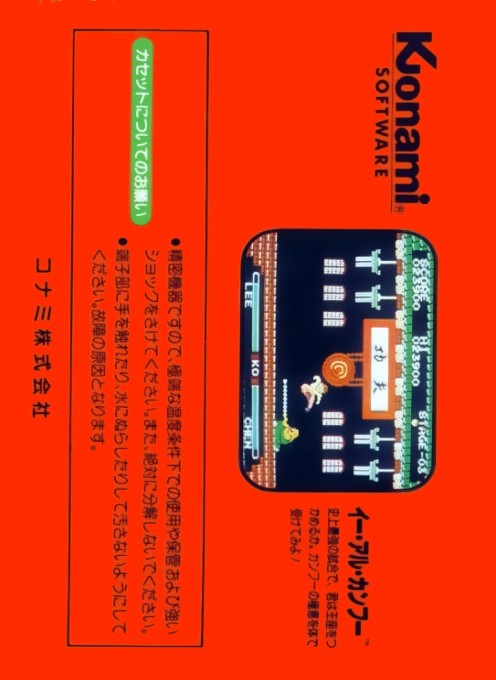 Konami®
SOFTWARE
SCORE HI STAGE-03
023900 023900
功夫
LEE KO CHEN
イー・アル・カンフー™
史上最強の試合で、君は王座をつ
かめるか。カンフーの極意を体で
受けてみよ!
カセットについてのお願い
●精密機器ですので、極端な温度条件下での使用や保管および強い
ショックをさけてください。また、絶対に分解しないでください。
●端子部に手を触れたり、水にぬらしたりして汚さないようにして
ください。故障の原因となります。
コナミ株式会社